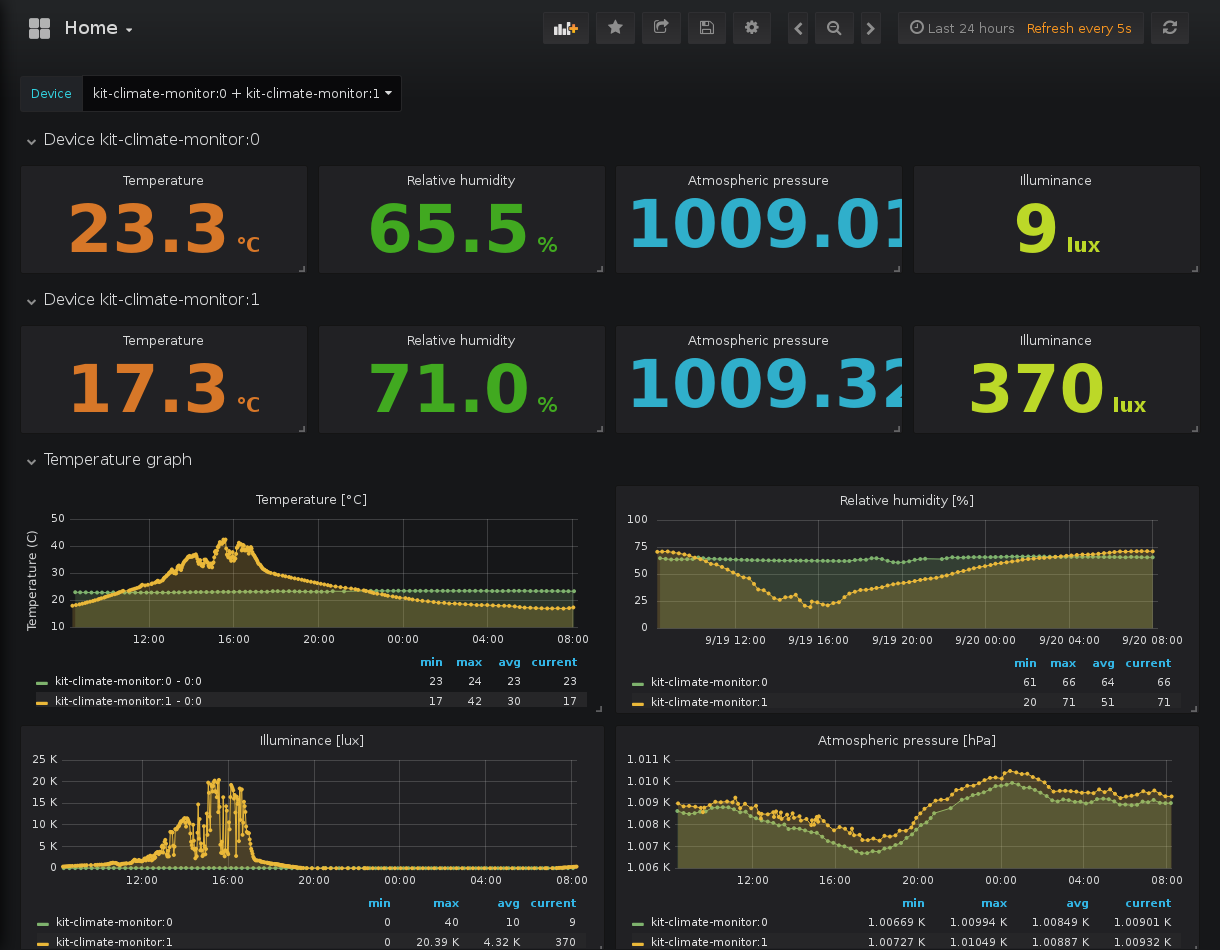 Home
Last 24 hours Refresh every 5s
Device kit-climate-monitor:0 + kit-climate-monitor:1
Device kit-climate-monitor:0
Temperature Relative humidity Atmospheric pressure Illuminance
23.3 °C 65.5 % 1009.01 9 lux
Device kit-climate-monitor:1
Temperature Relative humidity Atmospheric pressure Illuminance
17.3 °C 71.0 % 1009.32 370 lux
Temperature graph
Temperature [°C]
Temperature (C)
50
40
30
20
10
12:00 16:00 20:00 00:00 04:00 08:00
min max avg current
kit-climate-monitor:0 - 0:0 23 24 23 23
kit-climate-monitor:1 - 0:0 17 42 30 17
Relative humidity [%]
100
75
50
25
0
9/19 12:00 9/19 16:00 9/19 20:00 9/20 00:00 9/20 04:00 9/20 08:00
min max avg current
kit-climate-monitor:0 61 66 64 66
kit-climate-monitor:1 20 71 51 71
Illuminance [lux]
25 K
20 K
15 K
10 K
5 K
0
12:00 16:00 20:00 00:00 04:00 08:00
min max avg current
kit-climate-monitor:0 0 40 10 9
kit-climate-monitor:1 0 20.39 K 4.32 K 370
Atmospheric pressure [hPa]
1.011 K
1.010 K
1.009 K
1.008 K
1.007 K
1.006 K
12:00 16:00 20:00 00:00 04:00 08:00
min max avg current
kit-climate-monitor:0 1.00669 K 1.00994 K 1.00849 K 1.00901 K
kit-climate-monitor:1 1.00727 K 1.01049 K 1.00887 K 1.00932 K